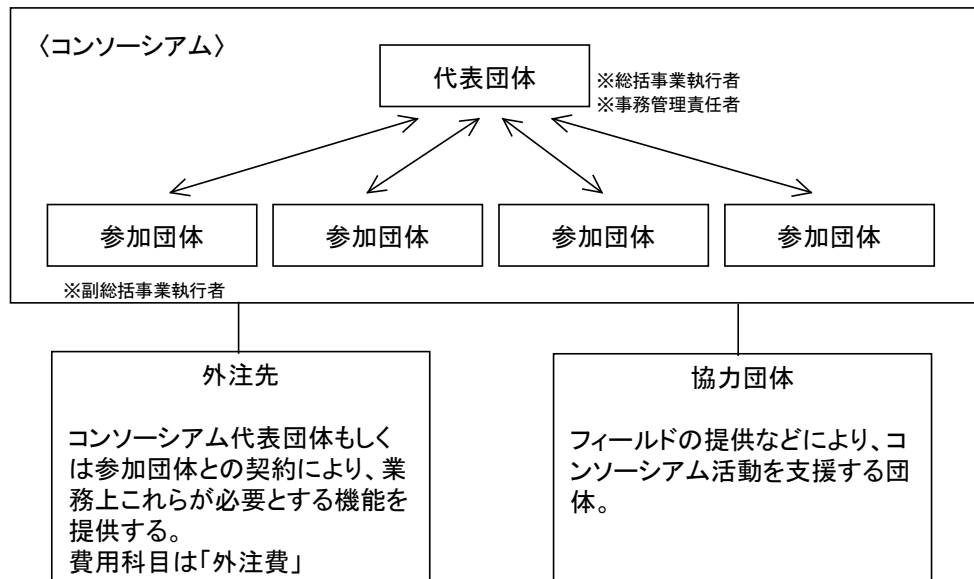 〈コンソーシアム〉
代表団体
※総括事業執行者
※事務管理責任者
参加団体
参加団体
参加団体
参加団体
※副総括事業執行者
外注先
コンソーシアム代表団体もしく
は参加団体との契約により、業
務上これらが必要とする機能を
提供する。
費用科目は「外注費」
協力団体
フィールドの提供などにより、コ
ンソーシアム活動を支援する団
体。